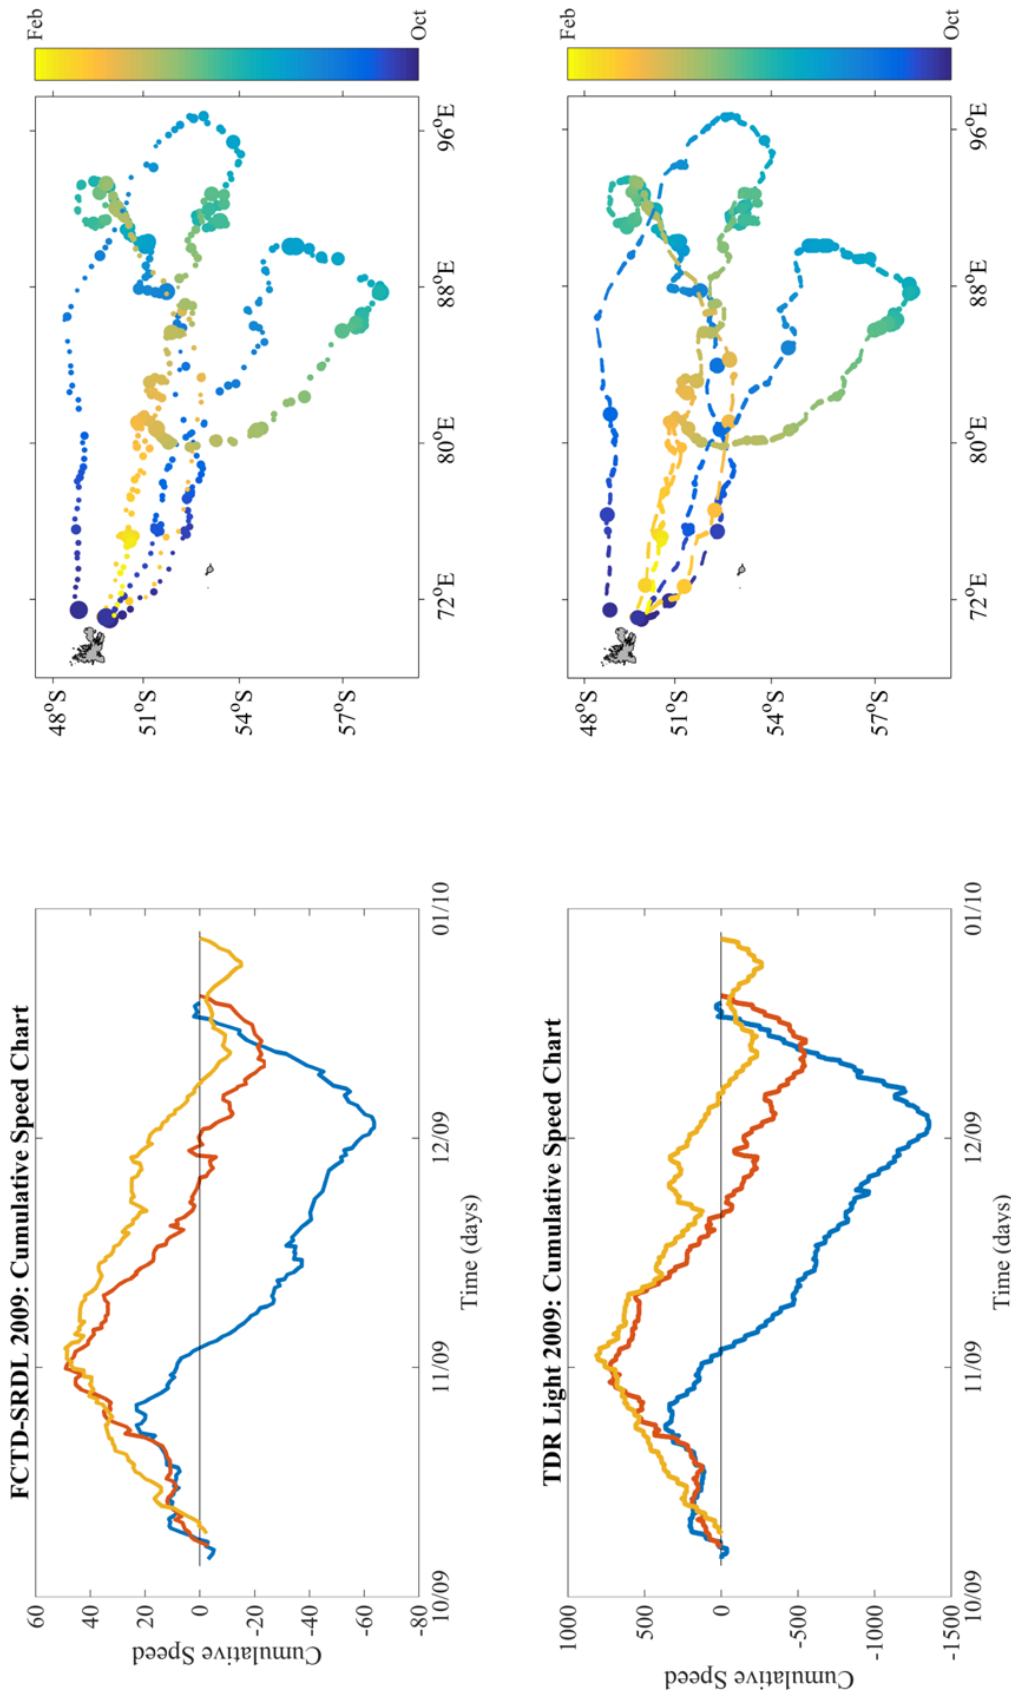 FCTD-SRDL 2009: Cumulative Speed Chart
Cumulative Speed
60
40
20
0
-20
-40
-60
-80
10/09
11/09
12/09
01/10
Time (days)
48°S
51°S
54°S
57°S
72°E
80°E
88°E
96°E
Feb
Oct
TDR Light 2009: Cumulative Speed Chart
Cumulative Speed
1000
500
0
-500
-1000
-1500
10/09
11/09
12/09
01/10
Time (days)
48°S
51°S
54°S
57°S
72°E
80°E
88°E
96°E
Feb
Oct